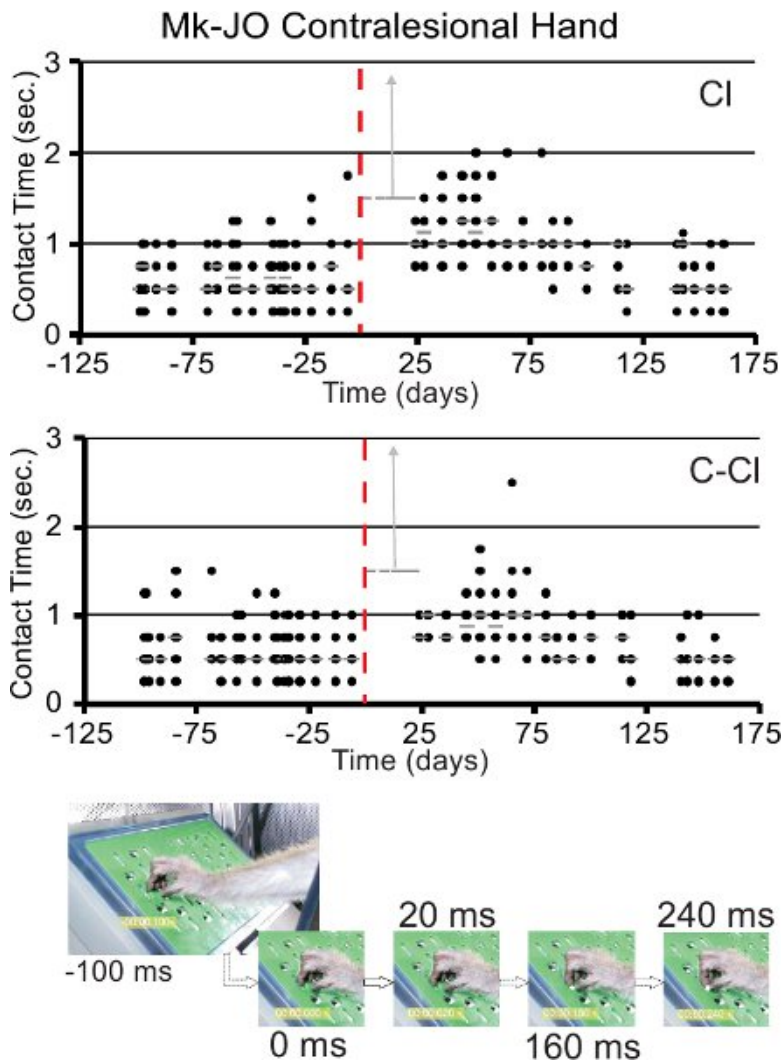 Mk-JO Contralesional Hand
Contact Time (sec.)
3
2
1
0
CI
-125 -75 -25 25 75 125 175
Time (days)
Contact Time (sec.)
3
2
1
0
C-CI
-125 -75 -25 25 75 125 175
Time (days)
-100 ms
0 ms
20 ms
160 ms
240 ms